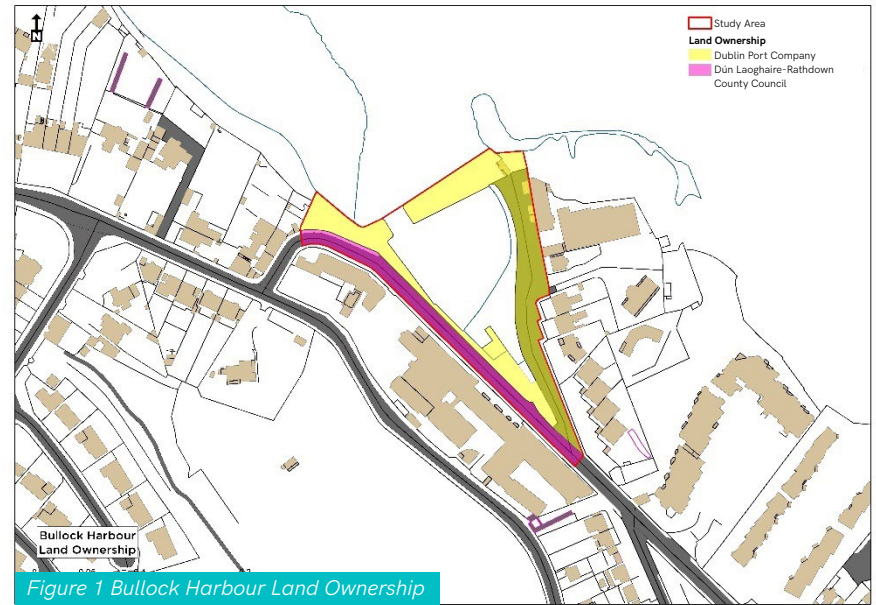 N
Study Area
Land Ownership
Dublin Port Company
Dún Laoghaire-Rathdown
County Council
Bullock Harbour
Land Ownership
Figure 1 Bullock Harbour Land Ownership